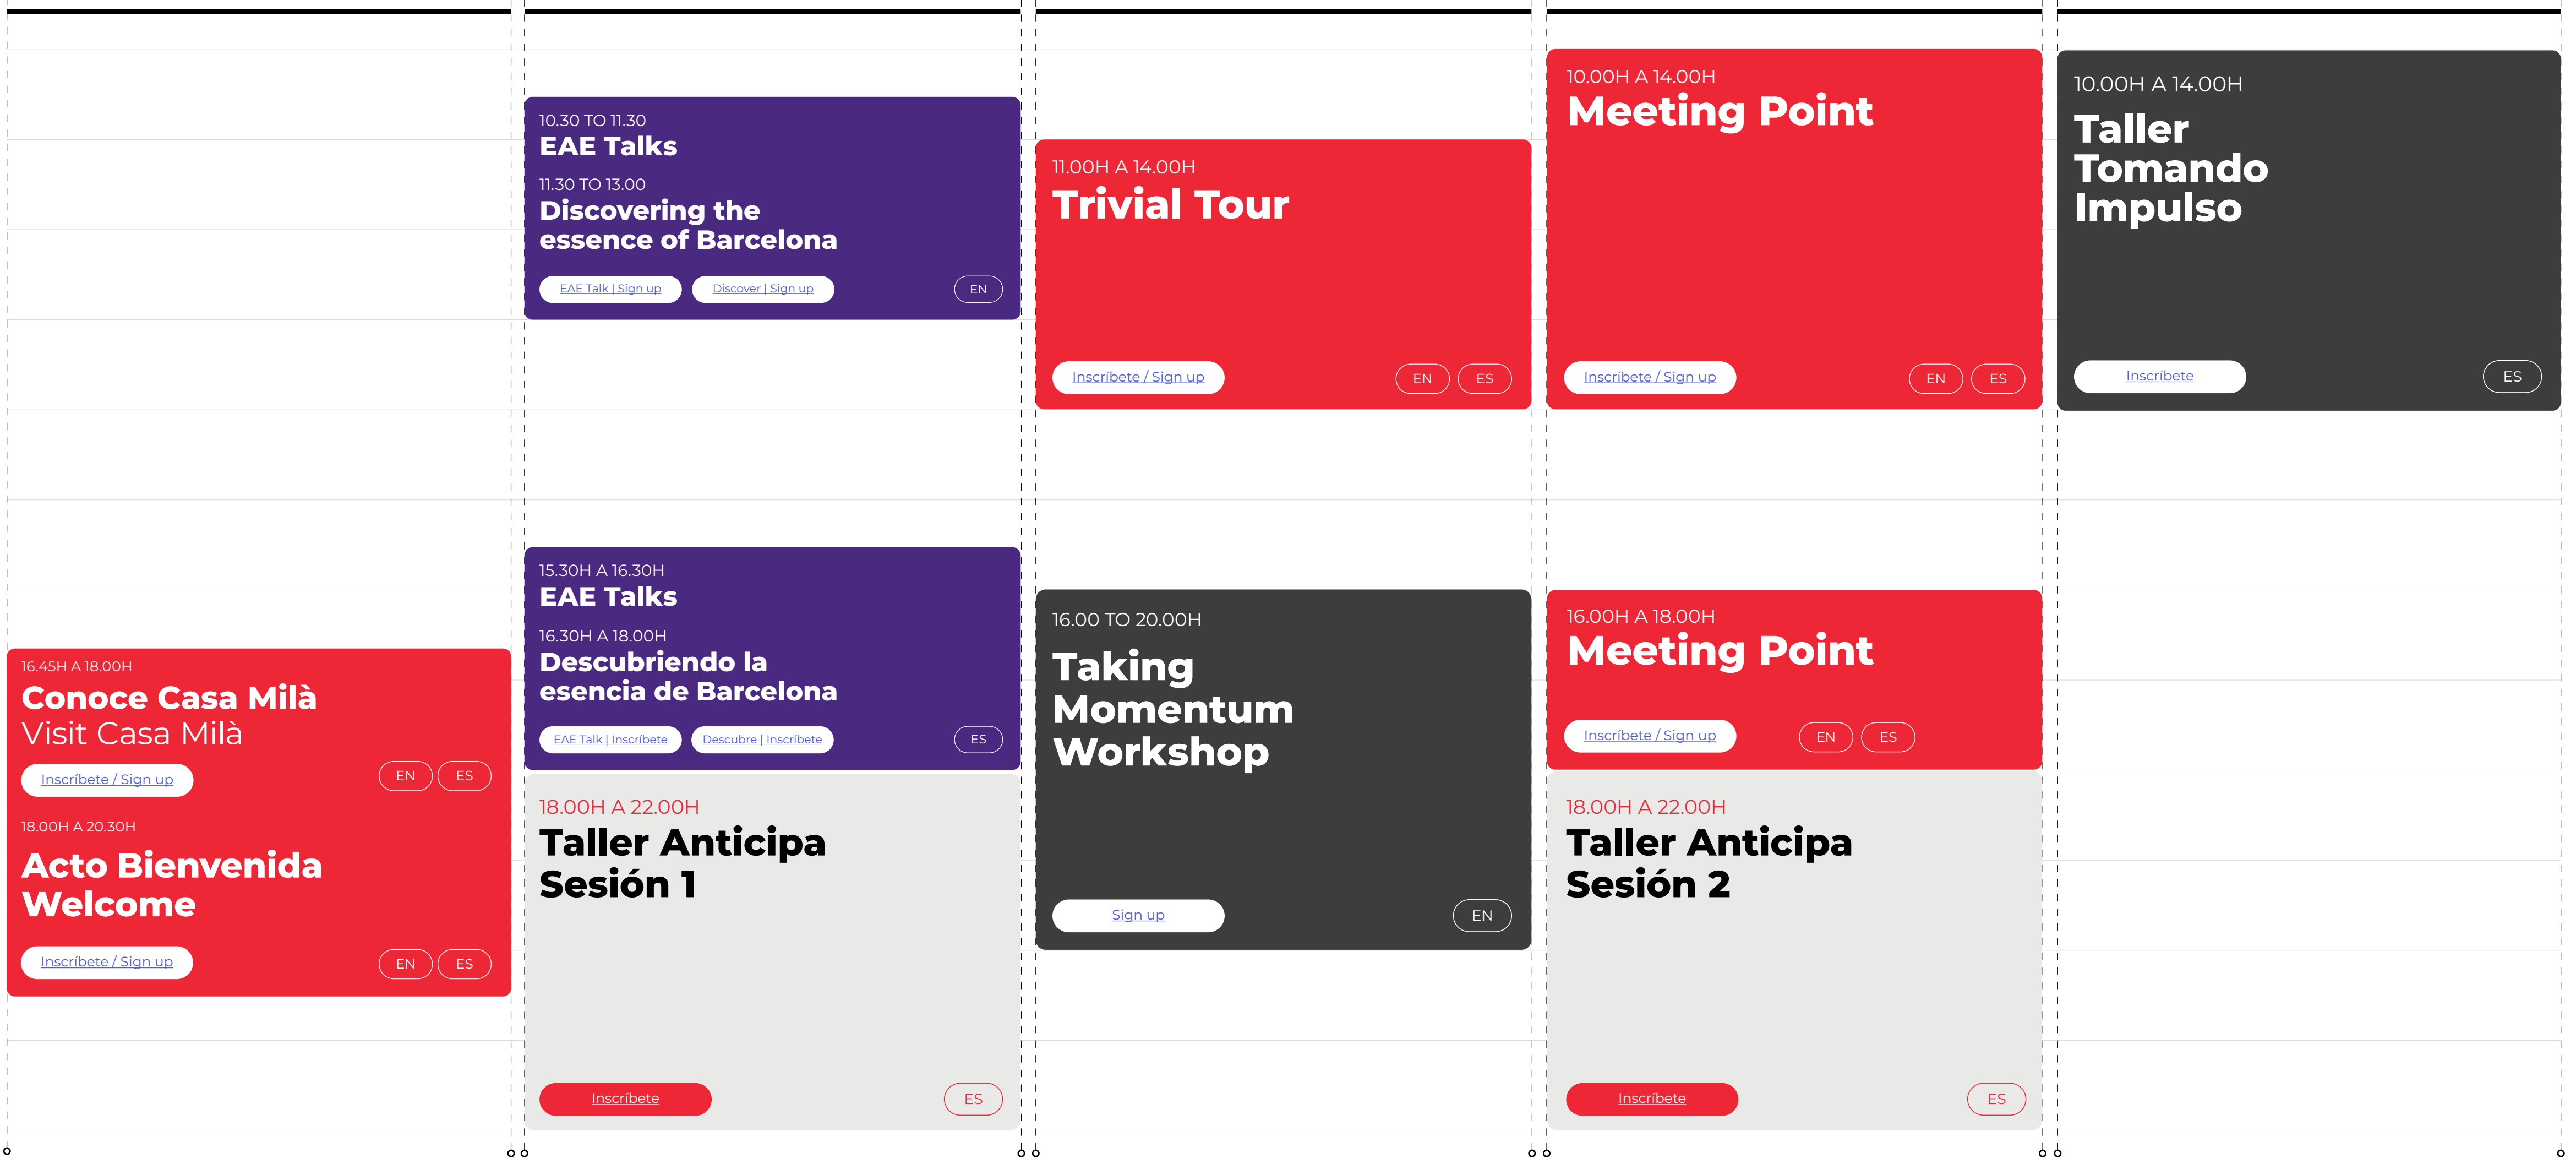 16.45H A 18.00H
Conoce Casa Milà
Visit Casa Milà
Inscríbete / Sign up
EN
ES
18.00H A 20.30H
Acto Bienvenida
Welcome
Inscríbete / Sign up
EN
ES
10.30 TO 11.30
EAE Talks
11.30 TO 13.00
Discovering the
essence of Barcelona
EAE Talk | Sign up
Discover | Sign up
EN
15.30H A 16.30H
EAE Talks
16.30H A 18.00H
Descubriendo la
esencia de Barcelona
EAE Talk | Inscríbete
Descubre | Inscríbete
ES
18.00H A 22.00H
Taller Anticipa
Sesión 1
Inscríbete
ES
11.00H A 14.00H
Trivial Tour
Inscríbete / Sign up
EN
ES
16.00 TO 20.00H
Taking
Momentum
Workshop
Sign up
EN
10.00H A 14.00H
Meeting Point
Inscríbete / Sign up
EN
ES
16.00H A 18.00H
Meeting Point
Inscríbete / Sign up
EN
ES
18.00H A 22.00H
Taller Anticipa
Sesión 2
Inscríbete
ES
10.00H A 14.00H
Taller
Tomando
Impulso
Inscríbete
ES